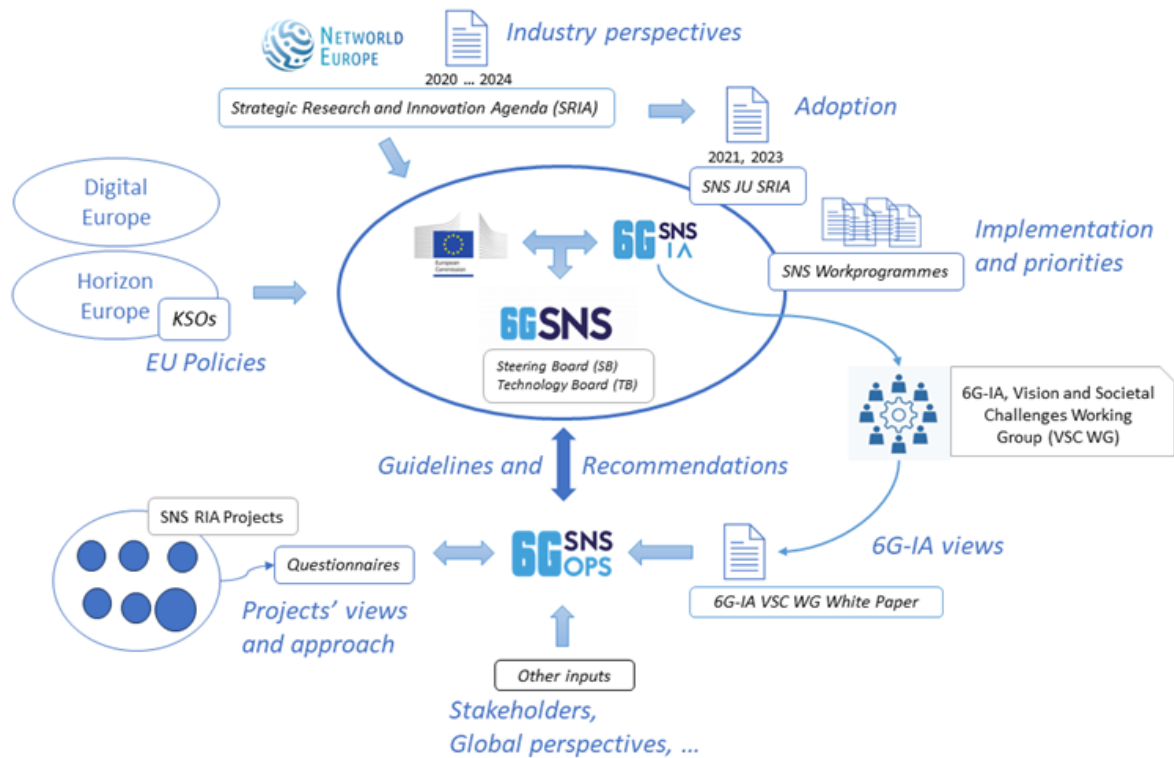 NETWORLD
EUROPE
Industry perspectives
2020 ... 2024
Strategic Research and Innovation Agenda (SRIA)
Adoption
2021, 2023
SNS JU SRIA
Digital
Europe
Horizon
Europe
KSOs
EU Policies
European
Commission
6G SNS
IA
Implementation
and priorities
SNS Workprogrammes
6GSNS
Steering Board (SB)
Technology Board (TB)
6G-IA, Vision and Societal
Challenges Working
Group (VSC WG)
Guidelines and Recommendations
SNS RIA Projects
Questionnaires
Projects’ views
and approach
6G SNS
OPS
6G-IA views
6G-IA VSC WG White Paper
Other inputs
Stakeholders,
Global perspectives, ...